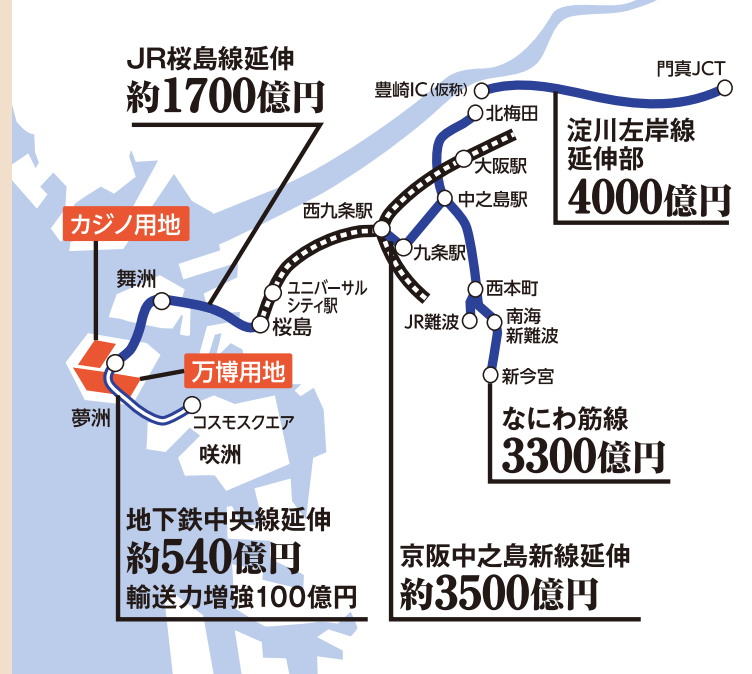 JR桜島線延伸
約1700億円
門真JCT
豊崎IC(仮称)
北梅田
淀川左岸線
延伸部
4000億円
大阪駅
中之島駅
西九条駅
九条駅
カジノ用地
舞洲
ユニバーサル
シティ駅
桜島
西本町
JR難波
南海
新難波
万博用地
新今宮
夢洲
コスモスクエア
咲洲
なにわ筋線
3300億円
地下鉄中央線延伸
約540億円
輸送力増強100億円
京阪中之島新線延伸
約3500億円